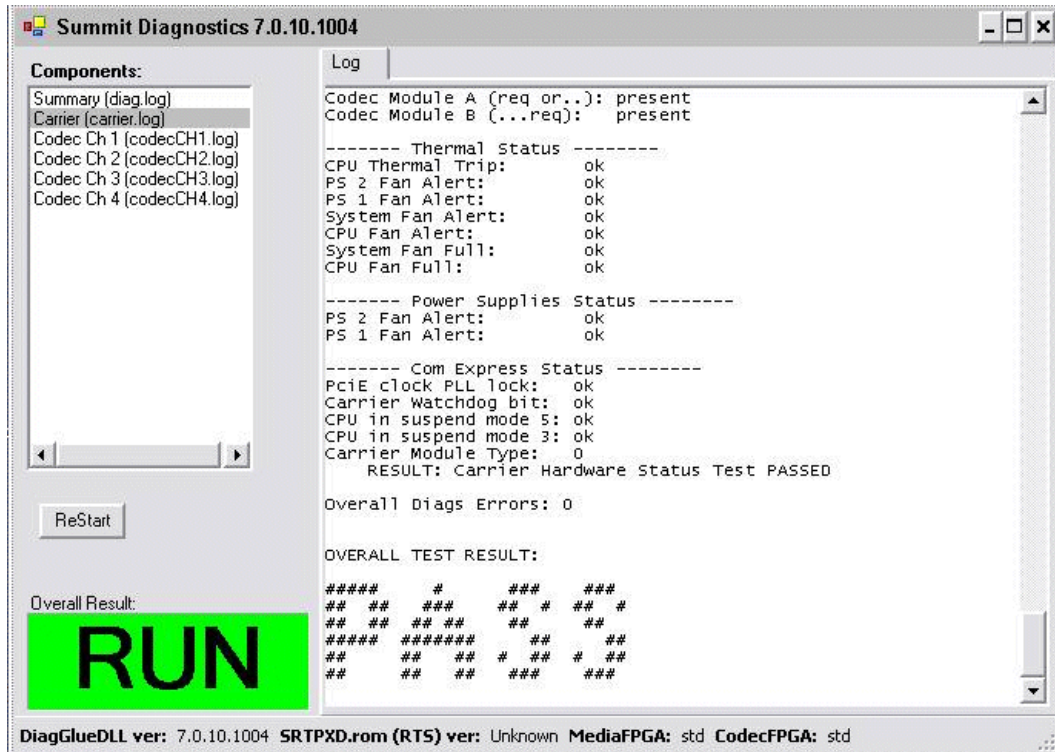 Summit Diagnostics 7.0.10.1004
Components:
Summary (diag.log)
Carrier (carrier.log)
Codec Ch 1 (codecCH1.log)
Codec Ch 2 (codecCH2.log)
Codec Ch 3 (codecCH3.log)
Codec Ch 4 (codecCH4.log)
ReStart
Overall Result:
RUN
Log
Codec Module A (req or..): present
Codec Module B (...req): present
------- Thermal Status --------
CPU Thermal Trip: ok
PS 2 Fan Alert: ok
PS 1 Fan Alert: ok
System Fan Alert: ok
CPU Fan Alert: ok
System Fan Full: ok
CPU Fan Full: ok
------- Power Supplies Status --------
PS 2 Fan Alert: ok
PS 1 Fan Alert: ok
------- Com Express Status --------
PciE clock PLL lock: ok
Carrier Watchdog bit: ok
CPU in suspend mode 5: ok
CPU in suspend mode 3: ok
Carrier Module Type: 0
RESULT: Carrier Hardware Status Test PASSED
Overall Diags Errors: 0
OVERALL TEST RESULT:
PASS
DiagGlueDLL ver: 7.0.10.1004 SRTPXD.rom (RTS) ver: Unknown MediaFPGA: std CodecFPGA: std